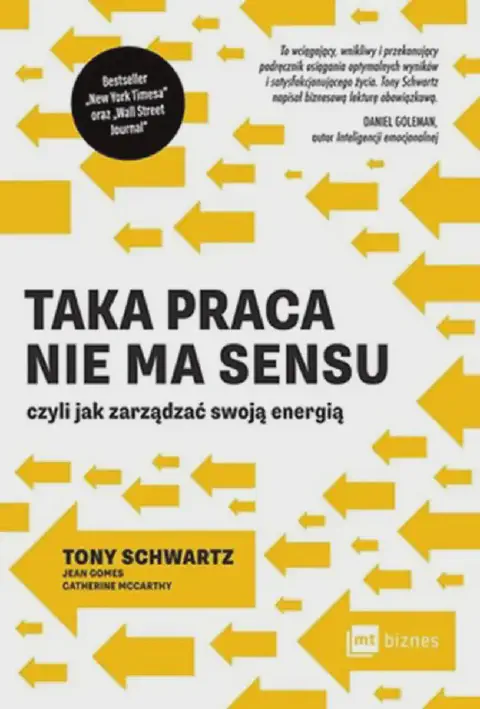 Bestseller
„New York Timesa”
oraz „Wall Street
Journal”
To wciągający, wnikliwy i przekonujący
podręcznik osiągania optymalnych wyników
i satysfakcjonującego życia. Tony Schwartz
napisał biznesową lekturę obowiązkową.
DANIEL GOLEMAN,
autor Inteligencji emocjonalnej
TAKA PRACA
NIE MA SENSU
czyli jak zarządzać swoją energią
TONY SCHWARTZ
JEAN GOMES
CATHERINE MCCARTHY
mt biznes